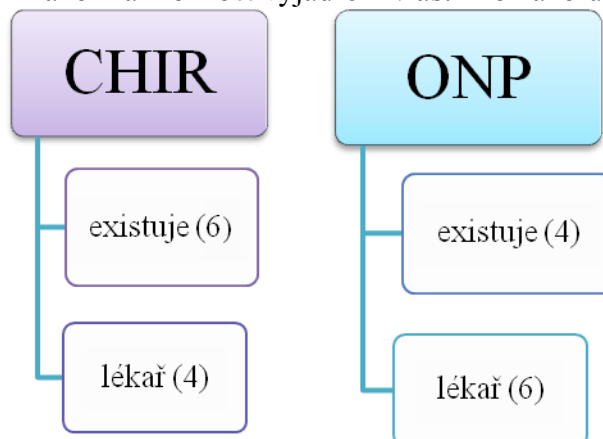 CHIR
existuje (6)
lékař (4)
ONP
existuje (4)
lékař (6)